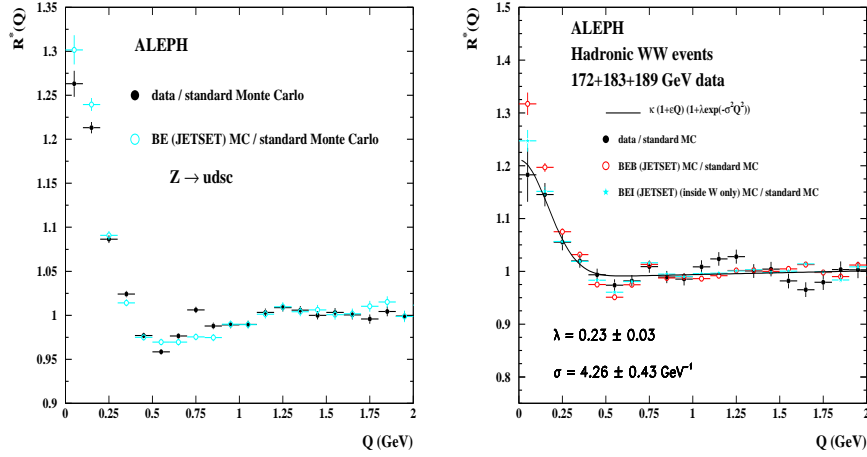 R*(Q)
1.35
1.3
1.25
1.2
1.15
1.1
1.05
1
0.95
0.9
ALEPH
data / standard Monte Carlo
BE (JETSET) MC / standard Monte Carlo
Z → udsc
0 0.25 0.5 0.75 1 1.25 1.5 1.75 2
Q (GeV)
R*(Q)
1.5
1.4
1.3
1.2
1.1
1
0.9
0.8
ALEPH
Hadronic WW events
172+183+189 GeV data
κ (1+εQ) (1+λexp(-σ²Q²))
data / standard MC
BEB (JETSET) MC / standard MC
BEI (JETSET) (inside W only) MC / standard MC
λ = 0.23 ± 0.03
σ = 4.26 ± 0.43 GeV⁻¹
0 0.25 0.5 0.75 1 1.25 1.5 1.75 2
Q (GeV)